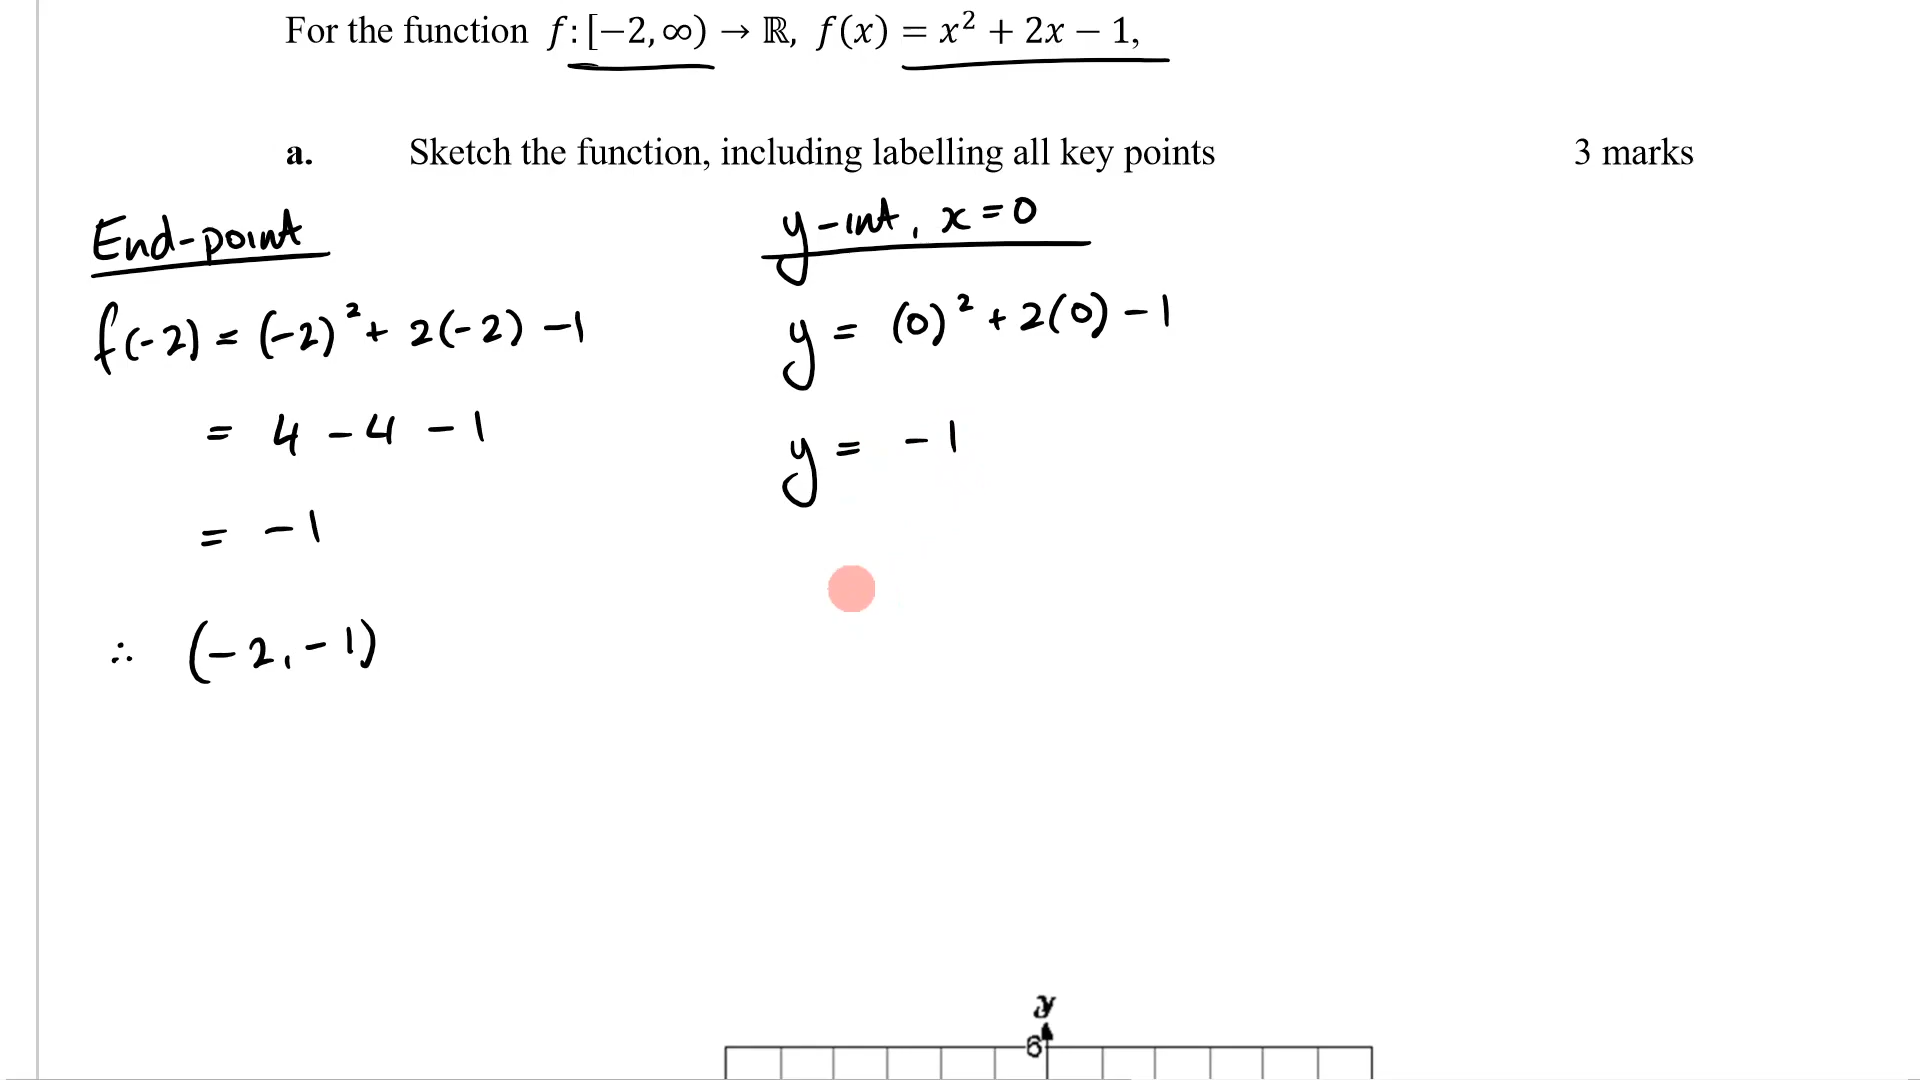 For the function f:[−2,∞) → ℝ, f(x) = x² + 2x − 1,
a. Sketch the function, including labelling all key points 3 marks
End-point
f(-2) = (-2)² + 2(-2) -1
= 4 - 4 - 1
= -1
∴ (-2, -1)
y-int, x = 0
y = (0)² + 2(0) - 1
y = -1
y
6